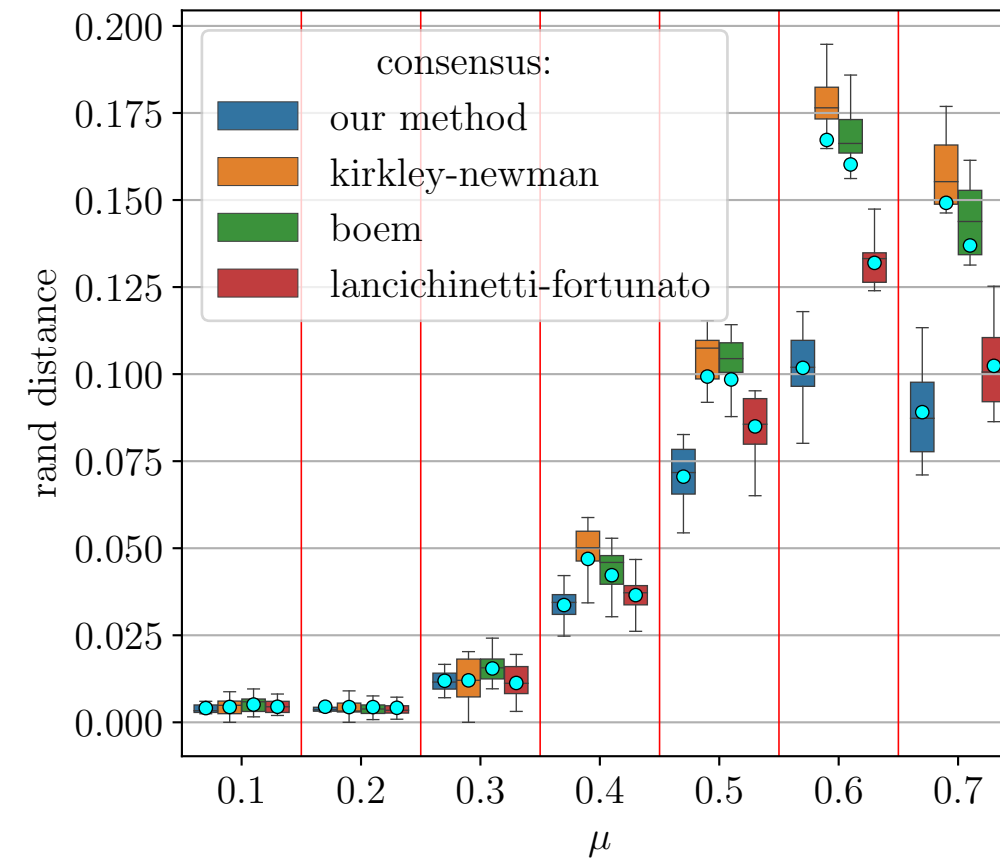 consensus:
our method
kirkley-newman
boem
lancichinetti-fortunato
rand distance
0.200
0.175
0.150
0.125
0.100
0.075
0.050
0.025
0.000
0.1 0.2 0.3 0.4 0.5 0.6 0.7
μ